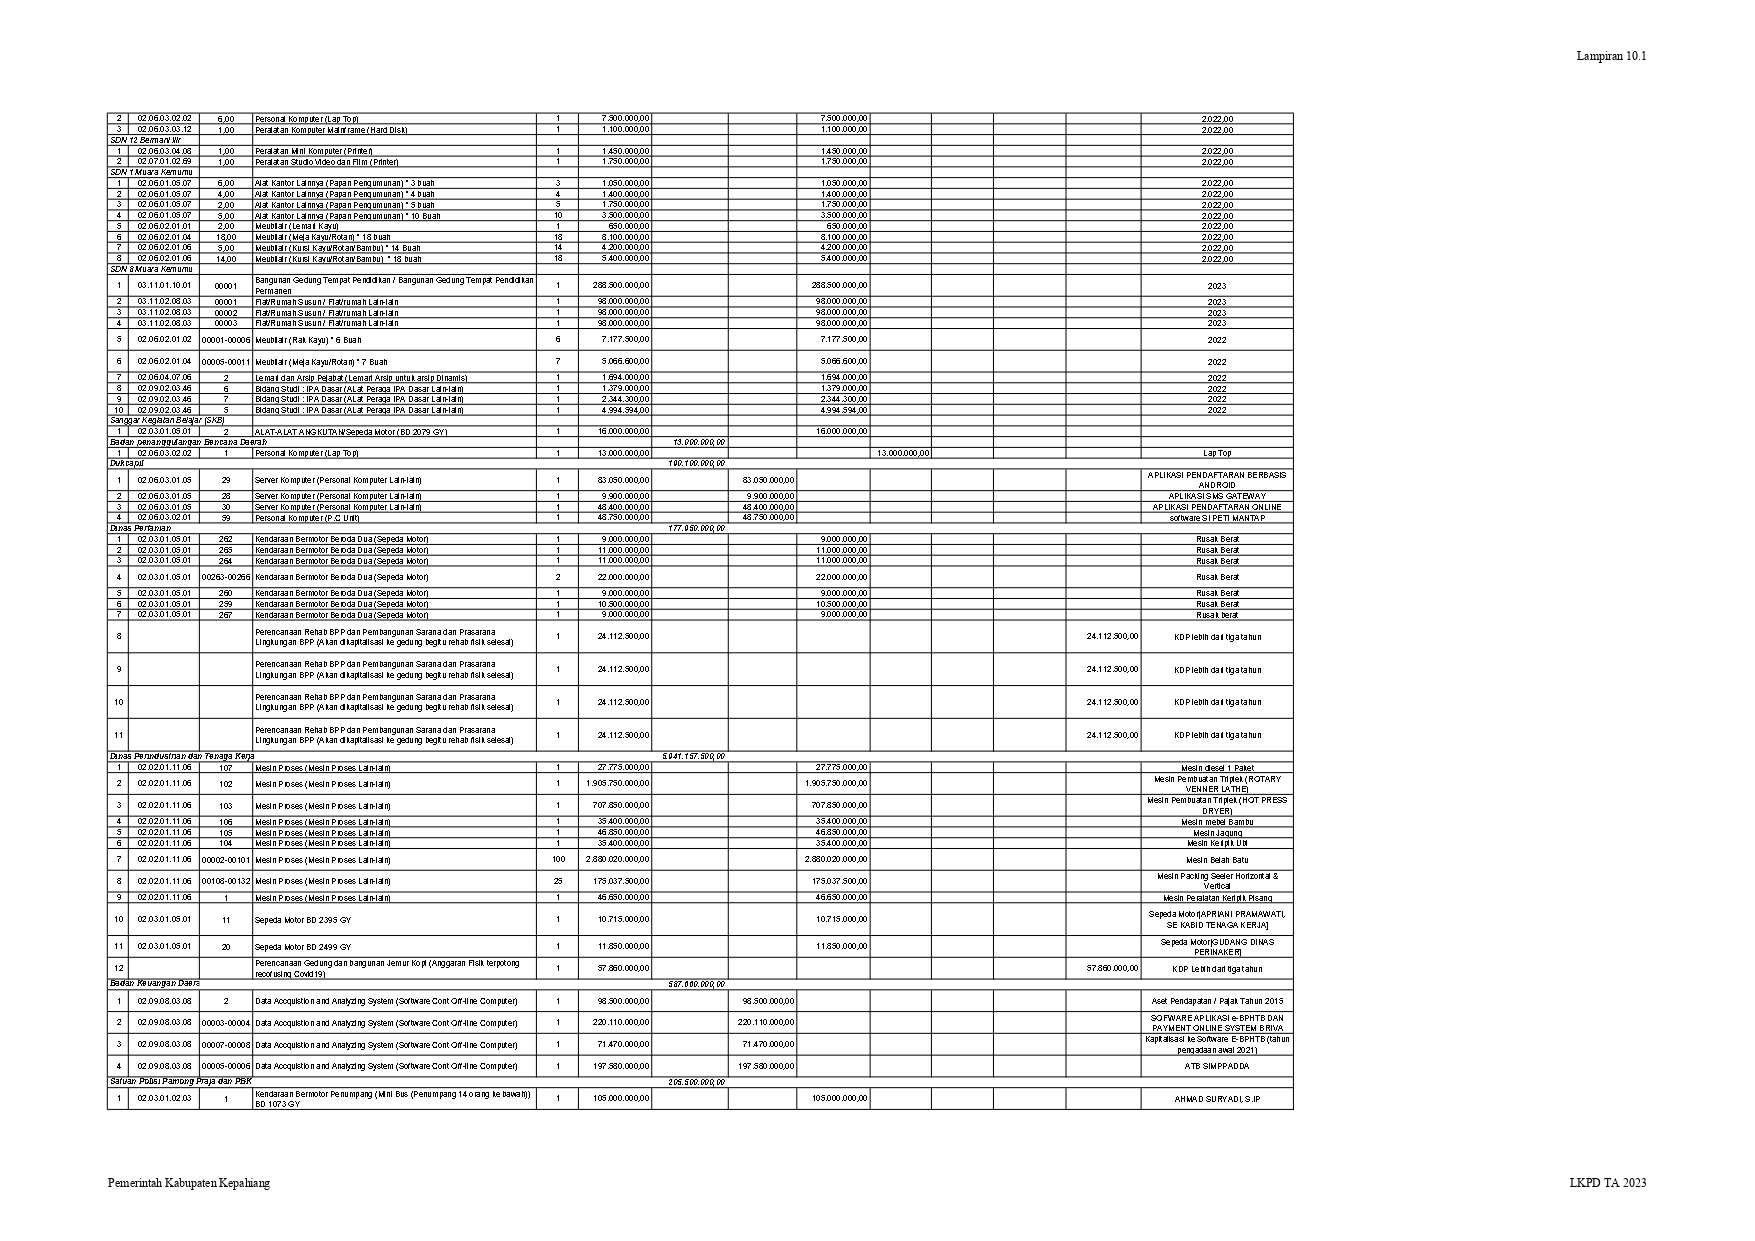 Lampiran 10.1
2 02.06.03.02.02 6,00 Personal Komputer (Lap Top) 1 7.500.000,00 7.500.000,00 2.022,00
3 02.06.03.03.12 1,00 Peralatan Komputer Mainframe (Hard Disk) 1 1.100.000,00 1.100.000,00 2.022,00
SDN 12 Bermani Ilir
1 02.06.03.04.08 1,00 Peralatan Mini Komputer (Printer) 1 1.450.000,00 1.450.000,00 2.022,00
2 02.07.01.02.69 1,00 Peralatan Studio Video dan Film (Printer) 1 1.750.000,00 1.750.000,00 2.022,00
SDN 1 Muara Kemumu
1 02.06.01.05.07 6,00 Alat Kantor Lainnya (Papan Pengumunan) * 3 buah 3 1.050.000,00 1.050.000,00 2.022,00
2 02.06.01.05.07 4,00 Alat Kantor Lainnya (Papan Pengumunan) * 4 buah 4 1.400.000,00 1.400.000,00 2.022,00
3 02.06.01.05.07 2,00 Alat Kantor Lainnya (Papan Pengumunan) * 5 buah 5 1.750.000,00 1.750.000,00 2.022,00
4 02.06.01.05.07 5,00 Alat Kantor Lainnya (Papan Pengumunan) * 10 Buah 10 3.500.000,00 3.500.000,00 2.022,00
5 02.06.02.01.01 2,00 Meubilair (Lemari Kayu) 1 650.000,00 650.000,00 2.022,00
6 02.06.02.01.04 18,00 Meubilair (Meja Kayu/Rotan) * 18 buah 18 8.100.000,00 8.100.000,00 2.022,00
7 02.06.02.01.06 5,00 Meubilair (Kursi Kayu/Rotan/Bambu) * 14 Buah 14 4.200.000,00 4.200.000,00 2.022,00
8 02.06.02.01.06 14,00 Meubilair (Kursi Kayu/Rotan/Bambu) * 18 buah 18 5.400.000,00 5.400.000,00 2.022,00
SDN 8 Muara Kemumu
1 03.11.01.10.01 00001 Bangunan Gedung Tempat Pendidikan / Bangunan Gedung Tempat Pendidikan Permanen 1 288.500.000,00 288.500.000,00 2023
2 03.11.02.08.03 00001 Flat/Rumah Susun / Flat/rumah Lain-lain 1 98.000.000,00 98.000.000,00 2023
3 03.11.02.08.03 00002 Flat/Rumah Susun / Flat/rumah Lain-lain 1 98.000.000,00 98.000.000,00 2023
4 03.11.02.08.03 00003 Flat/Rumah Susun / Flat/rumah Lain-lain 1 98.000.000,00 98.000.000,00 2023
5 02.06.02.01.02 00001-00006 Meubilair (Rak Kayu) * 6 Buah 6 7.177.500,00 7.177.500,00 2022
6 02.06.02.01.04 00005-00011 Meubilair (Meja Kayu/Rotan) * 7 Buah 7 5.066.600,00 5.066.600,00 2022
7 02.06.04.07.06 2 Lemari dan Arsip Pejabat (Lemari Arsip untuk arsip Dinamis) 1 1.694.000,00 1.694.000,00 2022
8 02.09.02.03.46 6 Bidang Studi : IPA Dasar (ALat Peraga IPA Dasar Lain-lain) 1 1.379.000,00 1.379.000,00 2022
9 02.09.02.03.46 7 Bidang Studi : IPA Dasar (ALat Peraga IPA Dasar Lain-lain) 1 2.344.300,00 2.344.300,00 2022
10 02.09.02.03.46 5 Bidang Studi : IPA Dasar (ALat Peraga IPA Dasar Lain-lain) 1 4.994.594,00 4.994.594,00 2022
Sanggar Kegiatan Belajar (SKB)
1 02.03.01.05.01 2 ALAT-ALAT ANGKUTAN/Sepeda Motor (BD 2079 GY) 1 16.000.000,00 16.000.000,00
Badan penanggulangan Bencana Daerah 13.000.000,00
1 02.06.03.02.02 1 Personal Komputer (Lap Top) 1 13.000.000,00 13.000.000,00 Lap Top
Dukcapil 190.100.000,00
1 02.06.03.01.05 29 Server Komputer (Personal Komputer Lain-lain) 1 83.050.000,00 83.050.000,00 APLIKASI PENDAFTARAN BERBASIS ANDROID
2 02.06.03.01.05 28 Server Komputer (Personal Komputer Lain-lain) 1 9.900.000,00 9.900.000,00 APLIKASI SMS GATEWAY
3 02.06.03.01.05 30 Server Komputer (Personal Komputer Lain-lain) 1 48.400.000,00 48.400.000,00 APLIKASI PENDAFTARAN ONLINE
4 02.06.03.02.01 59 Personal Komputer (P.C Unit) 1 48.750.000,00 48.750.000,00 software SI PETI MANTAP
Dinas Pertanian 177.950.000,00
1 02.03.01.05.01 262 Kendaraan Bermotor Beroda Dua (Sepeda Motor) 1 9.000.000,00 9.000.000,00 Rusak Berat
2 02.03.01.05.01 265 Kendaraan Bermotor Beroda Dua (Sepeda Motor) 1 11.000.000,00 11.000.000,00 Rusak Berat
3 02.03.01.05.01 264 Kendaraan Bermotor Beroda Dua (Sepeda Motor) 1 11.000.000,00 11.000.000,00 Rusak Berat
4 02.03.01.05.01 00263-00266 Kendaraan Bermotor Beroda Dua (Sepeda Motor) 2 22.000.000,00 22.000.000,00 Rusak Berat
5 02.03.01.05.01 260 Kendaraan Bermotor Beroda Dua (Sepeda Motor) 1 9.000.000,00 9.000.000,00 Rusak Berat
6 02.03.01.05.01 259 Kendaraan Bermotor Beroda Dua (Sepeda Motor) 1 10.500.000,00 10.500.000,00 Rusak Berat
7 02.03.01.05.01 267 Kendaraan Bermotor Beroda Dua (Sepeda Motor) 1 9.000.000,00 9.000.000,00 Rusak berat
8 Perencanaan Rehab BPP dan Pembangunan Sarana dan Prasarana Lingkungan BPP (Akan dikapitalisasi ke gedung begitu rehab fisik selesai) 1 24.112.500,00 24.112.500,00 KDP lebih dari tiga tahun
9 Perencanaan Rehab BPP dan Pembangunan Sarana dan Prasarana Lingkungan BPP (Akan dikapitalisasi ke gedung begitu rehab fisik selesai) 1 24.112.500,00 24.112.500,00 KDP lebih dari tiga tahun
10 Perencanaan Rehab BPP dan Pembangunan Sarana dan Prasarana Lingkungan BPP (Akan dikapitalisasi ke gedung begitu rehab fisik selesai) 1 24.112.500,00 24.112.500,00 KDP lebih dari tiga tahun
11 Perencanaan Rehab BPP dan Pembangunan Sarana dan Prasarana Lingkungan BPP (Akan dikapitalisasi ke gedung begitu rehab fisik selesai) 1 24.112.500,00 24.112.500,00 KDP lebih dari tiga tahun
Dinas Perindustrian dan Tenaga Kerja 5.941.157.500,00
1 02.02.01.11.06 107 Mesin Proses (Mesin Proses Lain-lain) 1 27.775.000,00 27.775.000,00 Mesin diesel 1 Paket
2 02.02.01.11.06 102 Mesin Proses (Mesin Proses Lain-lain) 1 1.905.750.000,00 1.905.750.000,00 Mesin Pembuatan Triplek (ROTARY VENNER LATHE)
3 02.02.01.11.06 103 Mesin Proses (Mesin Proses Lain-lain) 1 707.850.000,00 707.850.000,00 Mesin Pembuatan Triplek (HOT PRESS DRYER)
4 02.02.01.11.06 106 Mesin Proses (Mesin Proses Lain-lain) 1 35.400.000,00 35.400.000,00 Mesin mebel Bambu
5 02.02.01.11.06 105 Mesin Proses (Mesin Proses Lain-lain) 1 46.850.000,00 46.850.000,00 Mesin Jagung
6 02.02.01.11.06 104 Mesin Proses (Mesin Proses Lain-lain) 1 35.400.000,00 35.400.000,00 Mesin Keripik Ubi
7 02.02.01.11.06 00002-00101 Mesin Proses (Mesin Proses Lain-lain) 100 2.880.020.000,00 2.880.020.000,00 Mesin Belah Batu
8 02.02.01.11.06 00108-00132 Mesin Proses (Mesin Proses Lain-lain) 25 175.037.500,00 175.037.500,00 Mesin Packing Seeler Horizontal & Vertical
9 02.02.01.11.06 1 Mesin Proses (Mesin Proses Lain-lain) 1 46.650.000,00 46.650.000,00 Mesin Peralatan Keripik Pisang
10 02.03.01.05.01 11 Sepeda Motor BD 2395 GY 1 10.715.000,00 10.715.000,00 Sepeda Motor[APRIANI PRAMAWATI, SE KABID TENAGA KERJA]
11 02.03.01.05.01 20 Sepeda Motor BD 2499 GY 1 11.850.000,00 11.850.000,00 Sepeda Motor[GUDANG DINAS PERINAKER]
12 Perencanaan Gedung dan bangunan Jemur Kopi (Anggaran Fisik terpotong recofusing Covid19) 1 57.860.000,00 57.860.000,00 KDP Lebih dari tiga tahun
Badan Keuangan Daera 587.660.000,00
1 02.09.08.03.08 2 Data Accquistion and Analyzing System (Software Cont Off-line Computer) 1 98.500.000,00 98.500.000,00 Aset Pendapatan / Pajak Tahun 2015
2 02.09.08.03.08 00003-00004 Data Accquistion and Analyzing System (Software Cont Off-line Computer) 1 220.110.000,00 220.110.000,00 SOFWARE APLIKASI e-BPHTB DAN PAYMENT ONLINE SYSTEM BRIVA
3 02.09.08.03.08 00007-00008 Data Accquistion and Analyzing System (Software Cont Off-line Computer) 1 71.470.000,00 71.470.000,00 Kapitalisasi ke Software E-BPHTB (tahun pengadaan awal 2021)
4 02.09.08.03.08 00005-00006 Data Accquistion and Analyzing System (Software Cont Off-line Computer) 1 197.580.000,00 197.580.000,00 ATB SIMPPADDA
Satuan Polisi Pamong Praja dan PBK 205.500.000,00
1 02.03.01.02.03 1 Kendaraan Bermotor Penumpang (Mini Bus (Penumpang 14 orang kebawah)) BD 1073 GY 1 105.000.000,00 105.000.000,00 AHMAD SURYADI, S.IP
Pemerintah Kabupaten Kepahiang
LKPD TA 2023